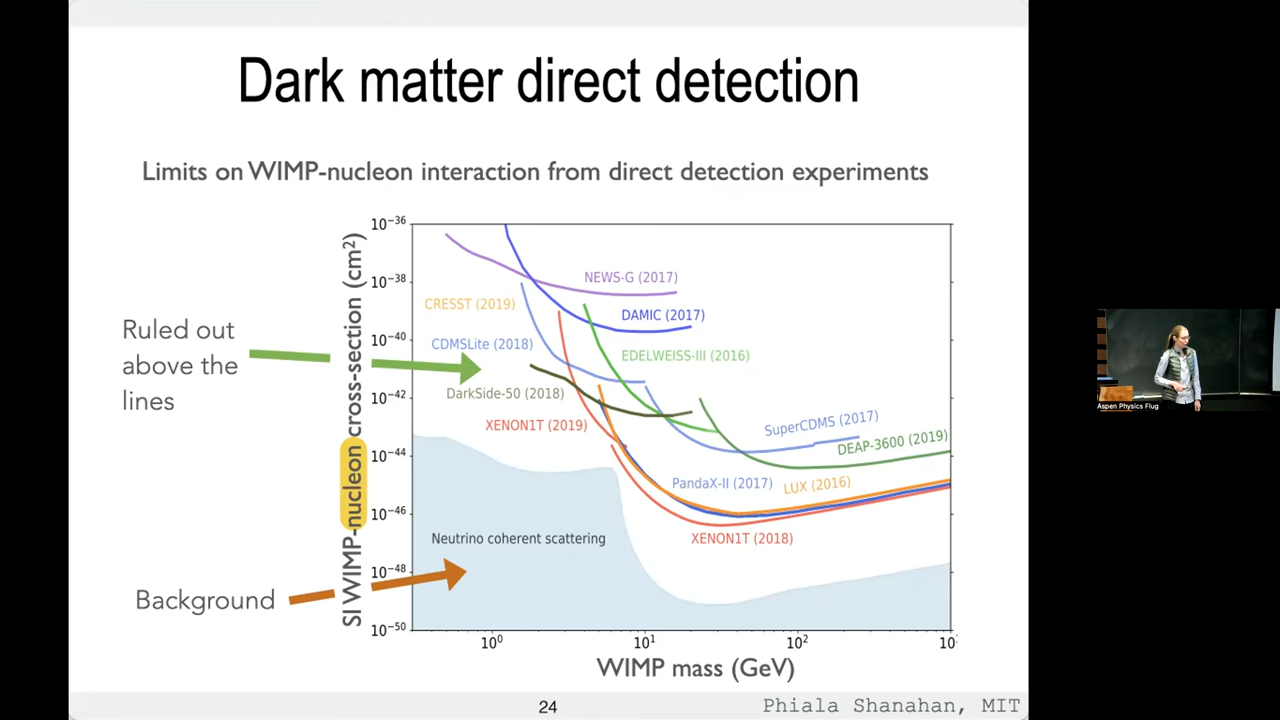 Dark matter direct detection
Limits on WIMP-nucleon interaction from direct detection experiments
Ruled out
above the
lines
Background
SI WIMP-nucleon cross-section (cm²)
10⁻³⁶
10⁻³⁸
10⁻⁴⁰
10⁻⁴²
10⁻⁴⁴
10⁻⁴⁶
10⁻⁴⁸
10⁻⁵⁰
NEWS-G (2017)
CRESST (2019)
DAMIC (2017)
CDMSLite (2018)
EDELWEISS-III (2016)
DarkSide-50 (2018)
XENON1T (2019)
SuperCDMS (2017)
DEAP-3600 (2019)
PandaX-II (2017)
LUX (2016)
XENON1T (2018)
Neutrino coherent scattering
10⁰
10¹
10²
10
WIMP mass (GeV)
24
Phiala Shanahan, MIT
Aspen Physics Flug